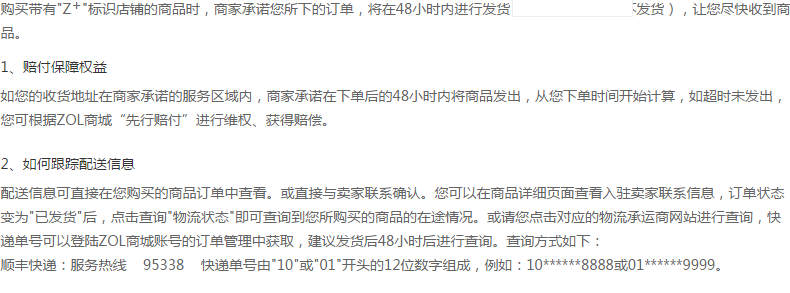 购买带有"Z⁺"标识店铺的商品时，商家承诺您所下的订单，将在48小时内进行发货 发货），让您尽快收到商
品。
1、赔付保障权益
如您的收货地址在商家承诺的服务区域内，商家承诺在下单后的48小时内将商品发出，从您下单时间开始计算，如超时未发出，
您可根据ZOL商城“先行赔付”进行维权、获得赔偿。
2、如何跟踪配送信息
配送信息可直接在您购买的商品订单中查看。或直接与卖家联系确认。您可以在商品详细页面查看入驻卖家联系信息，订单状态
变为"已发货"后，点击查询"物流状态"即可查询到您所购买的商品的在途情况。或请您点击对应的物流承运商网站进行查询，快
递单号可以登陆ZOL商城账号的订单管理中获取，建议发货后48小时后进行查询。查询方式如下：
顺丰快递：服务热线 95338 快递单号由"10"或"01"开头的12位数字组成，例如：10******8888或01******9999。